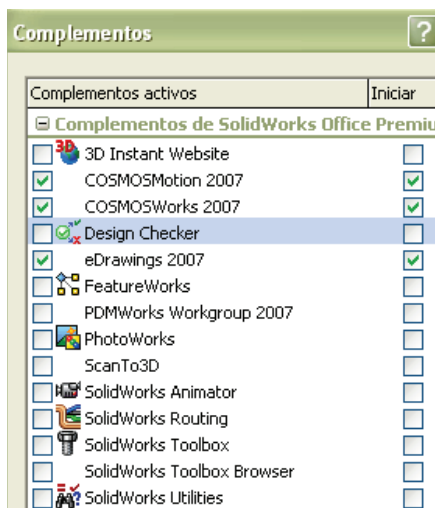 Complementos
?
Complementos activos Iniciar
Complementos de SolidWorks Office Premiu
3D Instant Website
COSMOSMotion 2007
COSMOSWorks 2007
Design Checker
eDrawings 2007
FeatureWorks
PDMWorks Workgroup 2007
PhotoWorks
ScanTo3D
SolidWorks Animator
SolidWorks Routing
SolidWorks Toolbox
SolidWorks Toolbox Browser
SolidWorks Utilities